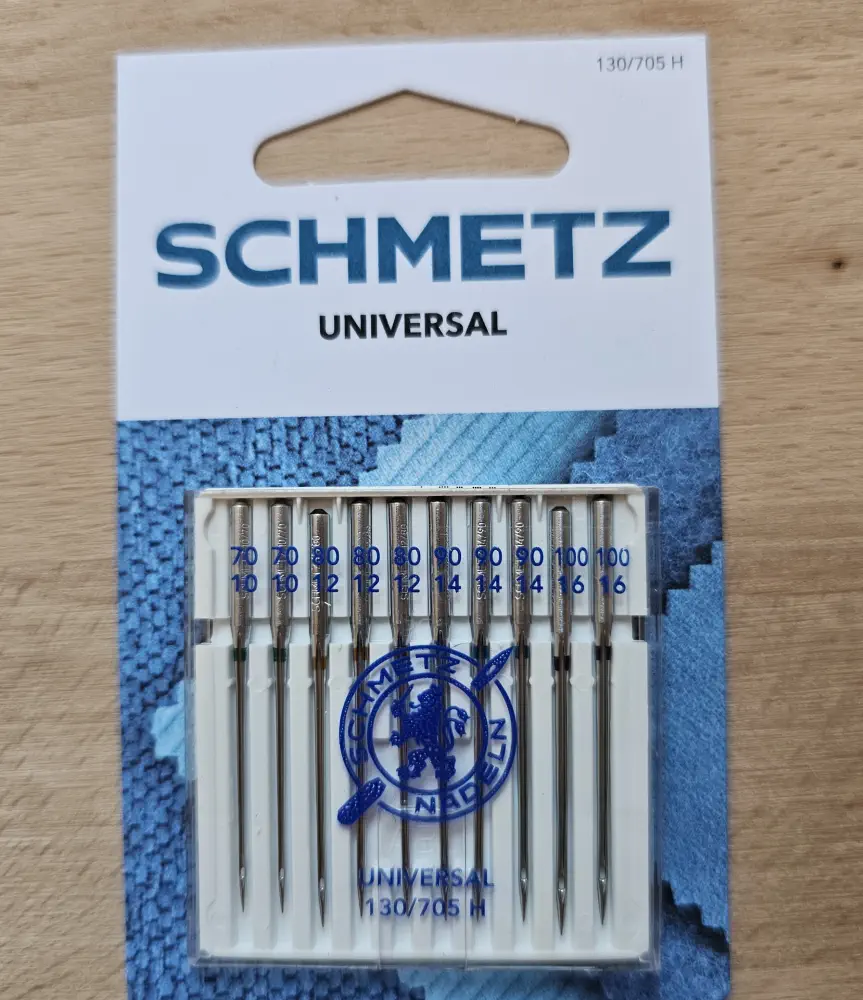 130/705 H
SCHMETZ
UNIVERSAL
70 70 80 80 80 90 90 90 100 100
10 10 12 12 12 14 14 14 16 16
SCHMETZ
NADELN
UNIVERSAL
130/705 H